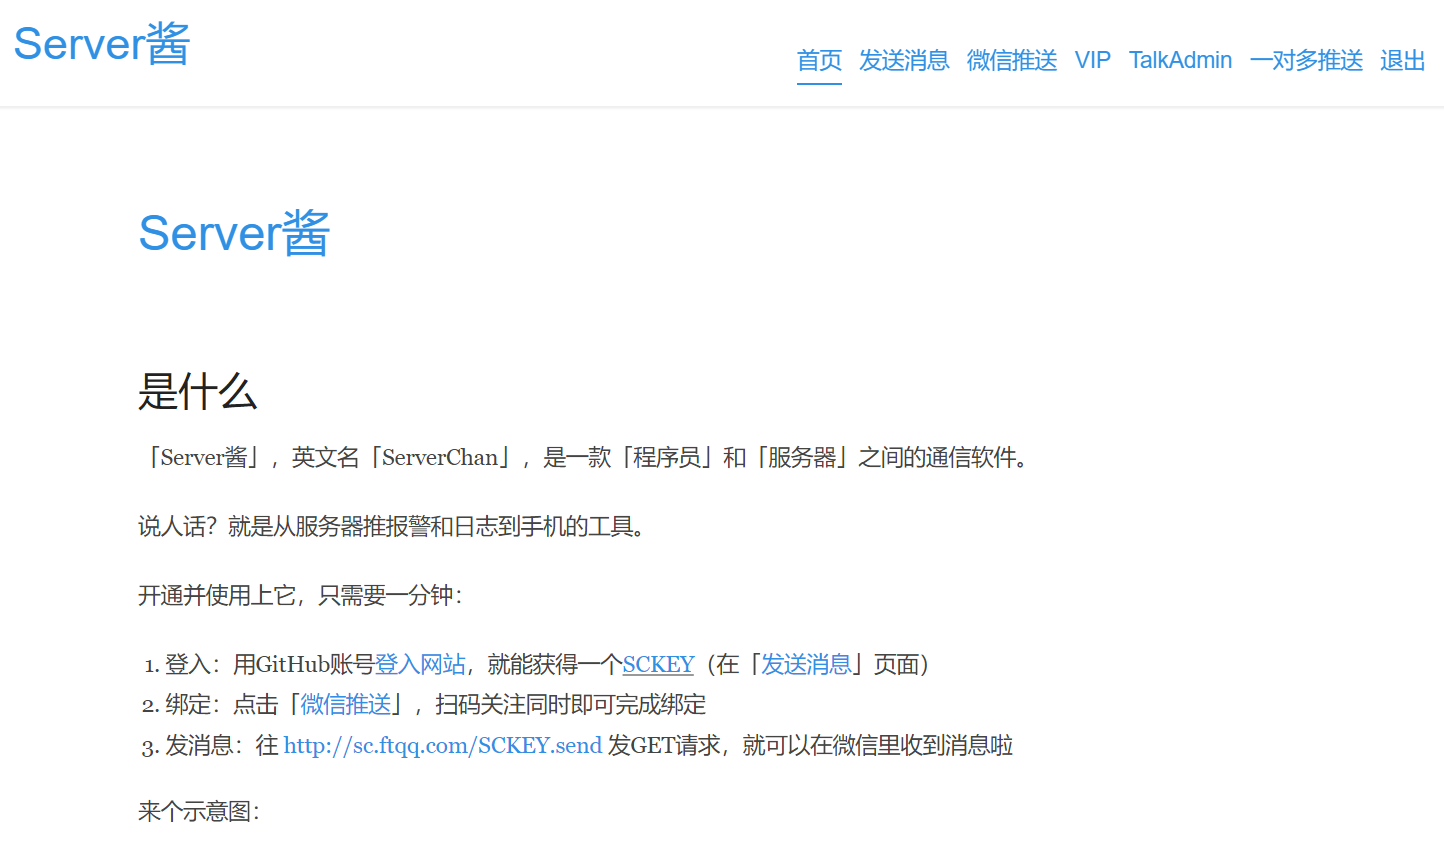 Server酱
首页 发送消息 微信推送 VIP TalkAdmin 一对多推送 退出
Server酱
是什么
「Server酱」，英文名「ServerChan」，是一款「程序员」和「服务器」之间的通信软件。
说人话？就是从服务器推报警和日志到手机的工具。
开通并使用上它，只需要一分钟：
1. 登入：用GitHub账号登入网站，就能获得一个SCKEY（在「发送消息」页面）
2. 绑定：点击「微信推送」，扫码关注同时即可完成绑定
3. 发消息：往 http://sc.ftqq.com/SCKEY.send 发GET请求，就可以在微信里收到消息啦
来个示意图：